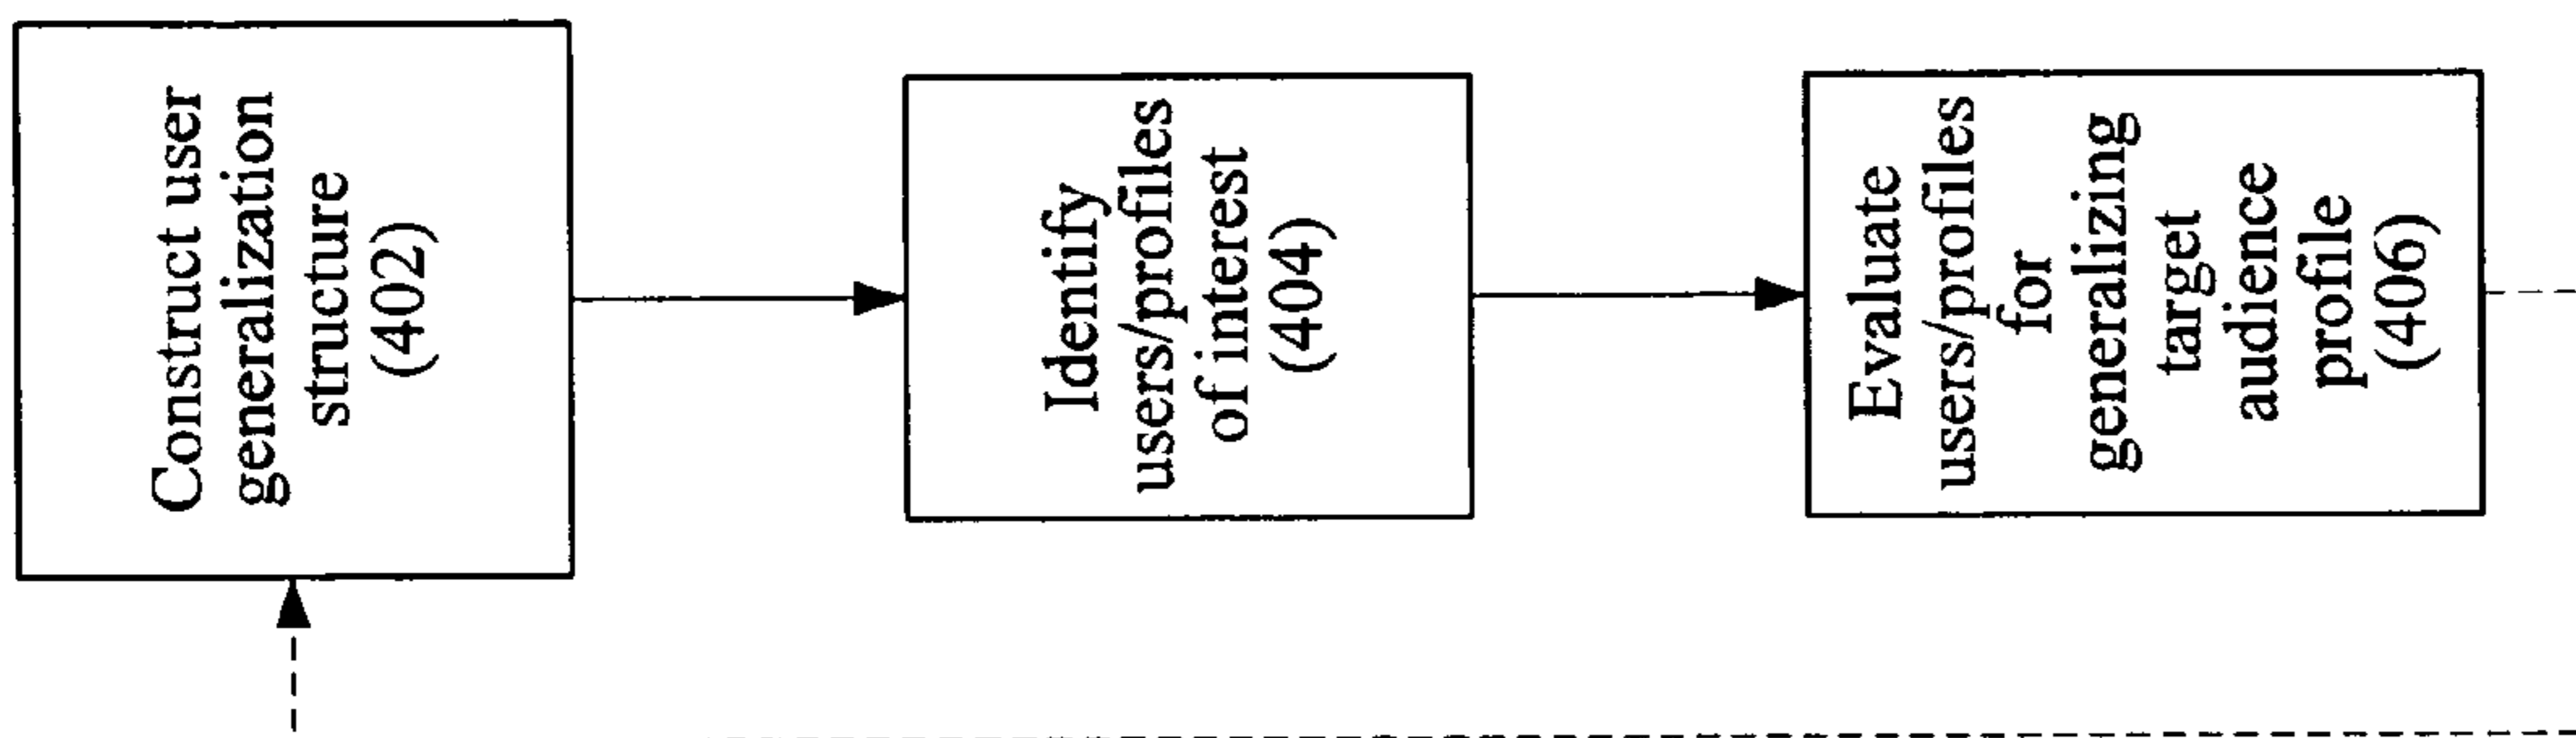 Construct user
generalization
structure
(402)
Identify
users/profiles
of interest
(404)
Evaluate
users/profiles
for
generalizing
target
audience
profile
(406)